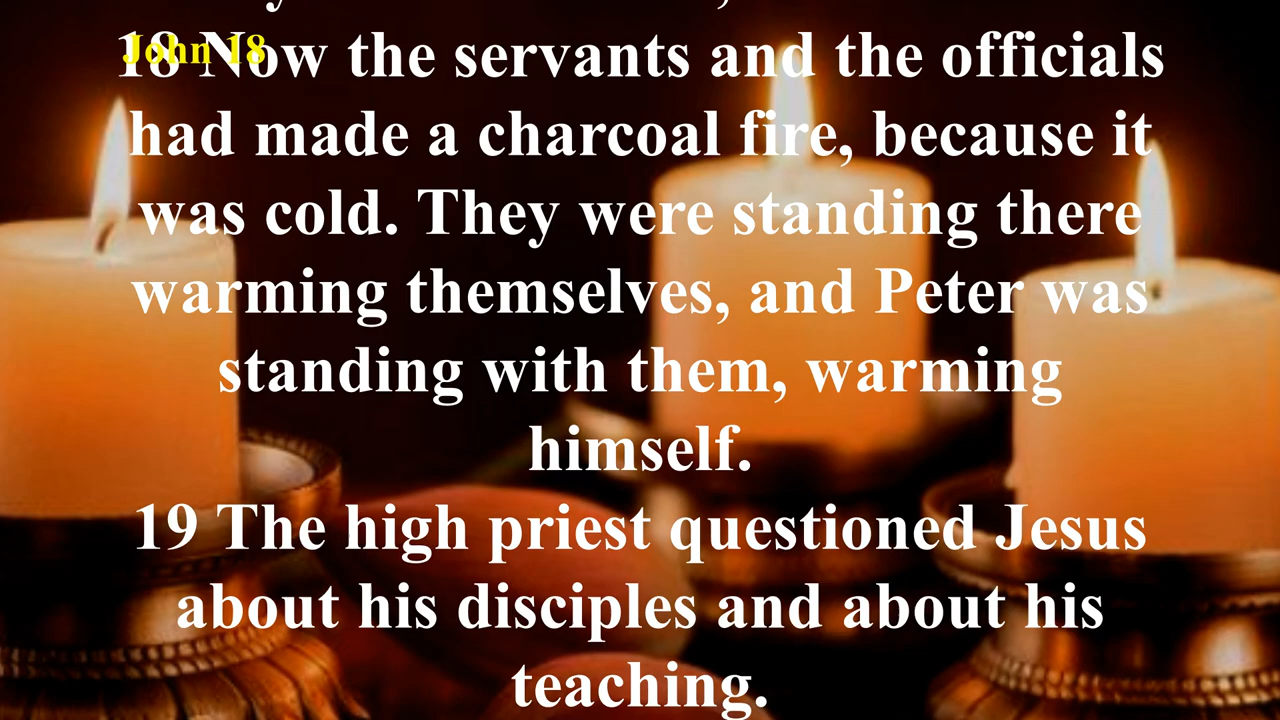 John 18
18 Now the servants and the officials
had made a charcoal fire, because it
was cold. They were standing there
warming themselves, and Peter was
standing with them, warming
himself.
19 The high priest questioned Jesus
about his disciples and about his
teaching.